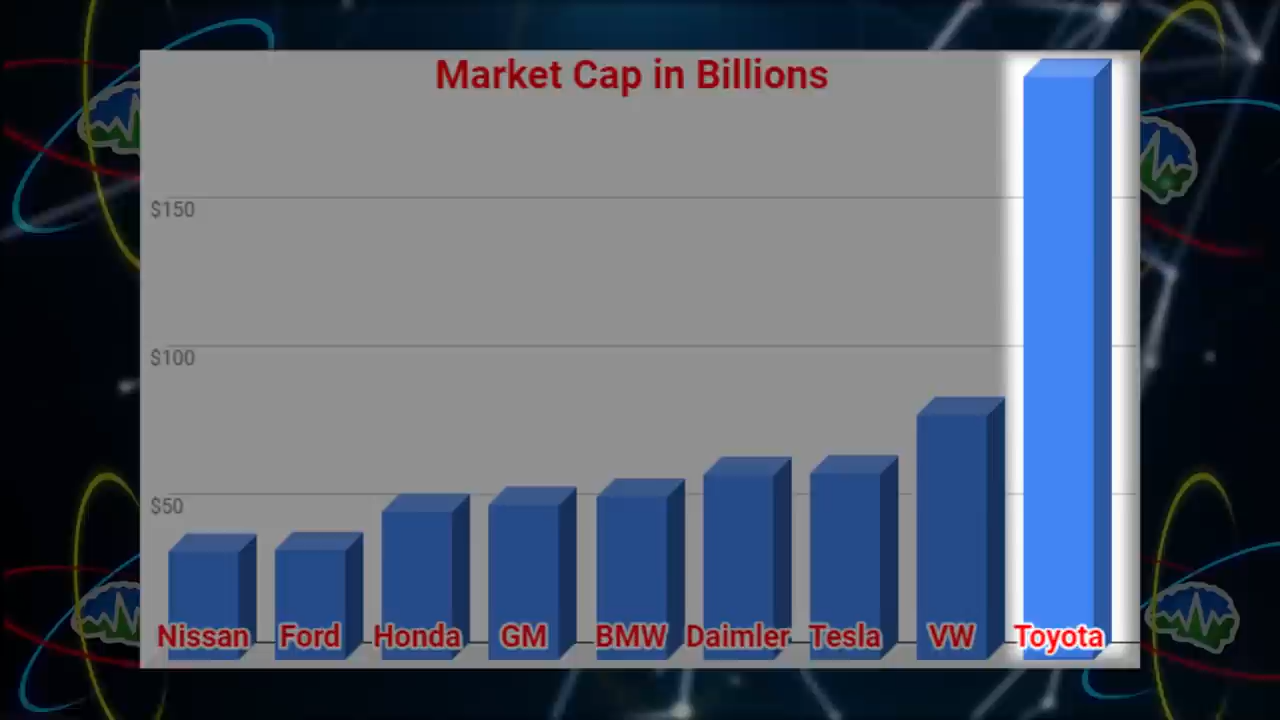 Market Cap in Billions
$150
$100
$50
Nissan Ford Honda GM BMW Daimler Tesla VW Toyota